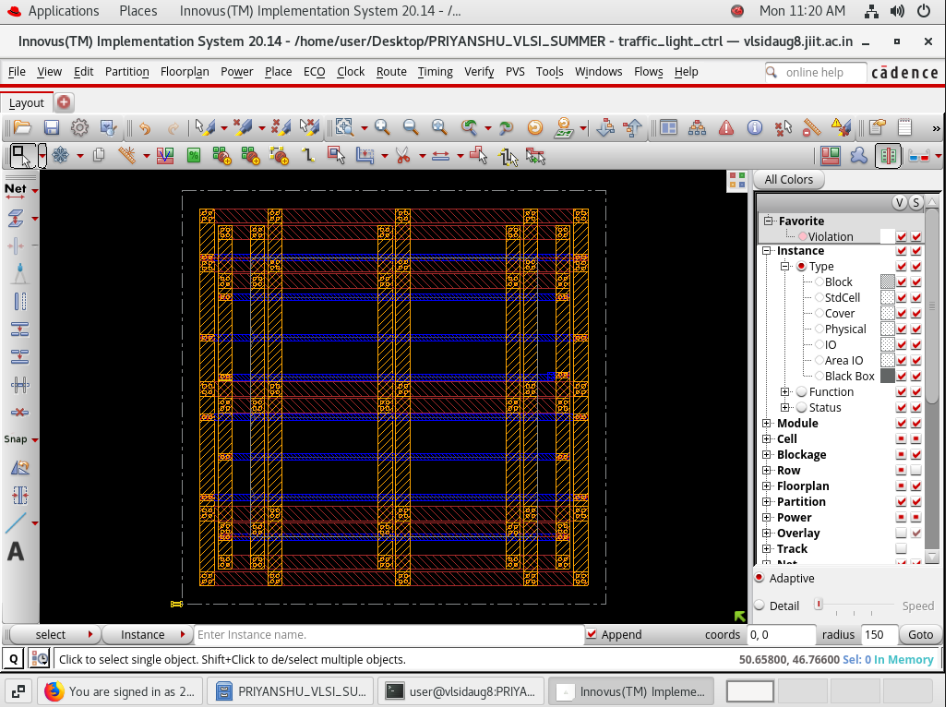 Applications Places Innovus(TM) Implementation System 20.14 - /... Mon 11:20 AM
Innovus(TM) Implementation System 20.14 - /home/user/Desktop/PRIYANSHU_VLSI_SUMMER - traffic_light_ctrl — vlsidaug8.jiit.ac.in
File View Edit Partition Floorplan Power Place ECO Clock Route Timing Verify PVS Tools Windows Flows Help online help cādence
Layout
»
Net
Snap
A
All Colors
V S
Favorite
Violation
Instance
Type
Block
StdCell
Cover
Physical
IO
Area IO
Black Box
Function
Status
Module
Cell
Blockage
Row
Floorplan
Partition
Power
Overlay
Track
Net
Adaptive
Detail Speed
select Instance Enter Instance name. Append coords 0, 0 radius 150 Goto
Q Click to select single object. Shift+Click to de/select multiple objects. 50.65800, 46.76600 Sel: 0 In Memory
You are signed in as 2... PRIYANSHU_VLSI_SU... user@vlsidaug8:PRIYA... Innovus(TM) Impleme...